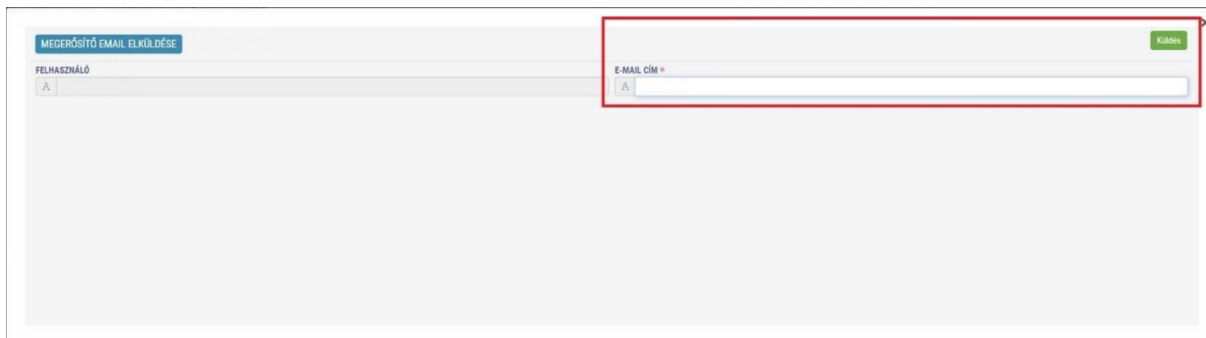 MEGERŐSÍTŐ EMAIL ELKÜLDÉSE
Küldés
FELHASZNÁLÓ
E-MAIL CÍM *
A
A